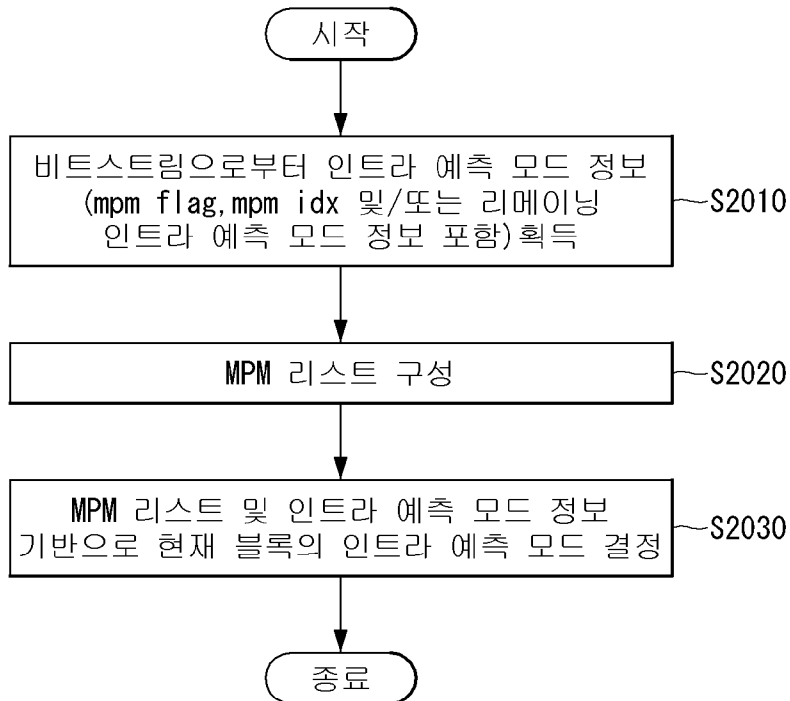 시작
비트스트림으로부터 인트라 예측 모드 정보
(mpm flag,mpm idx 및/또는 리메이닝
인트라 예측 모드 정보 포함)획득
S2010
MPM 리스트 구성
S2020
MPM 리스트 및 인트라 예측 모드 정보
기반으로 현재 블록의 인트라 예측 모드 결정
S2030
종료